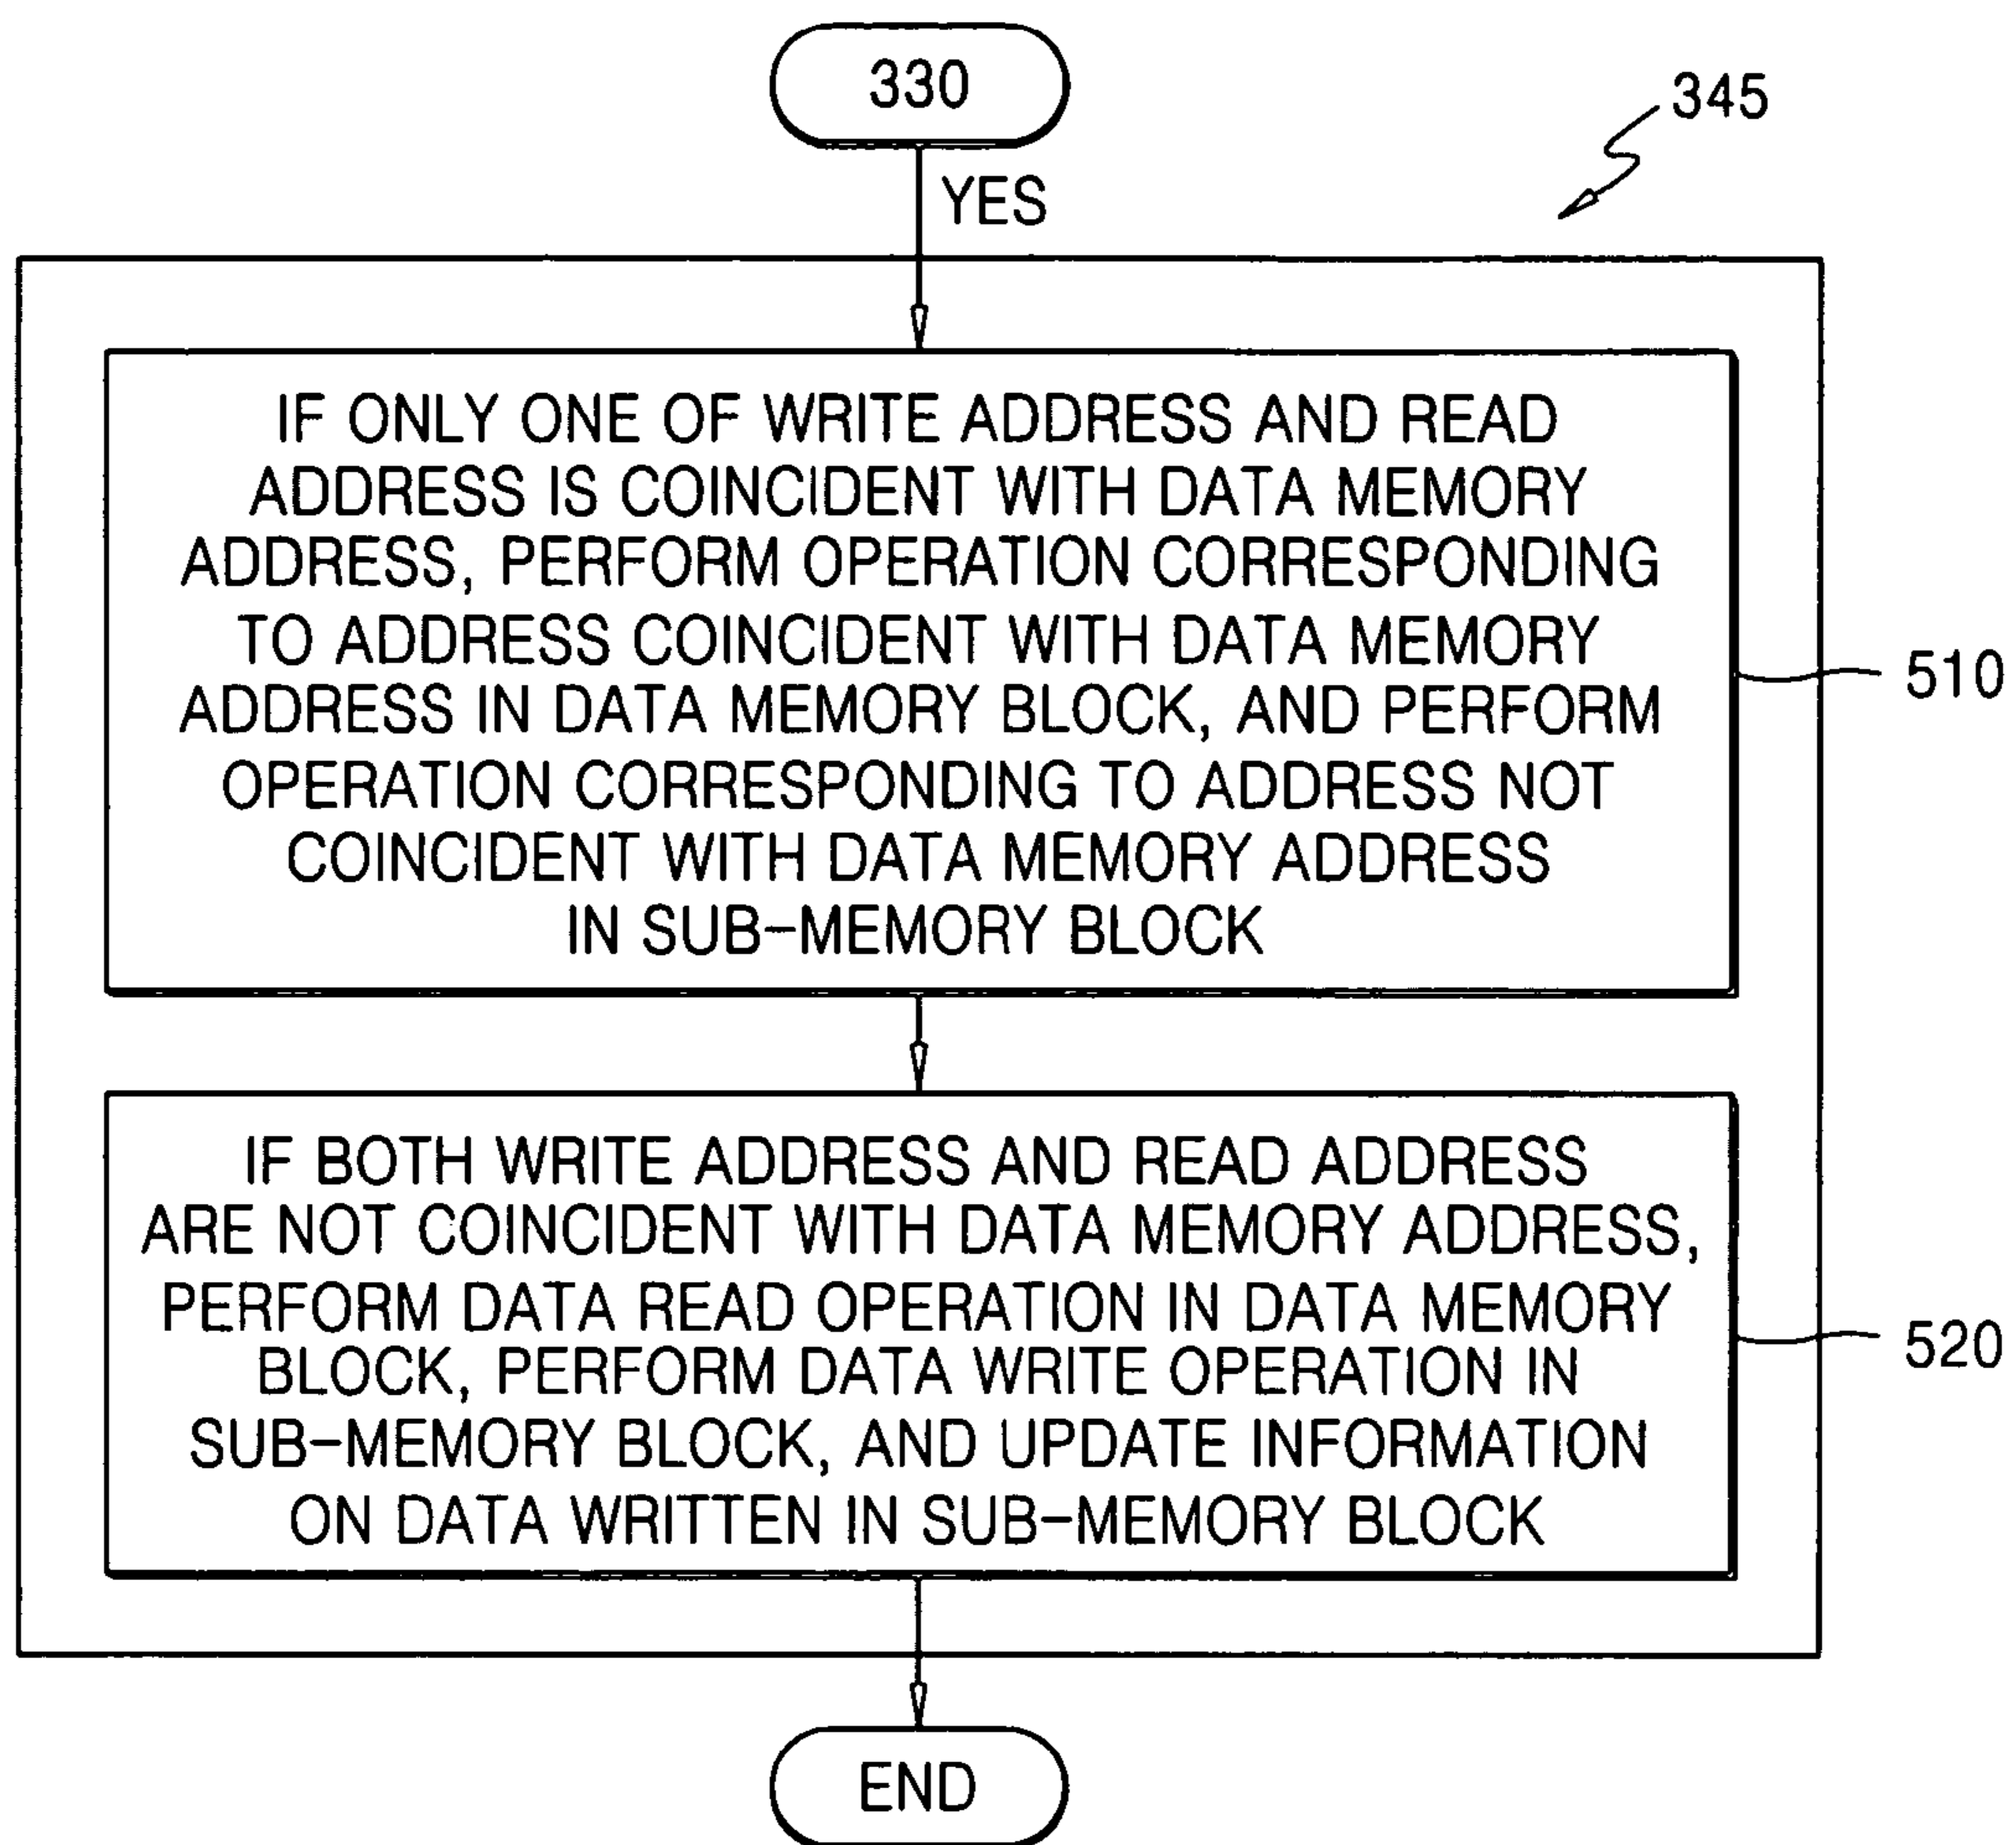 330
345
YES
IF ONLY ONE OF WRITE ADDRESS AND READ
ADDRESS IS COINCIDENT WITH DATA MEMORY
ADDRESS, PERFORM OPERATION CORRESPONDING
TO ADDRESS COINCIDENT WITH DATA MEMORY
ADDRESS IN DATA MEMORY BLOCK, AND PERFORM
OPERATION CORRESPONDING TO ADDRESS NOT
COINCIDENT WITH DATA MEMORY ADDRESS
IN SUB-MEMORY BLOCK
510
IF BOTH WRITE ADDRESS AND READ ADDRESS
ARE NOT COINCIDENT WITH DATA MEMORY ADDRESS,
PERFORM DATA READ OPERATION IN DATA MEMORY
BLOCK, PERFORM DATA WRITE OPERATION IN
SUB-MEMORY BLOCK, AND UPDATE INFORMATION
ON DATA WRITTEN IN SUB-MEMORY BLOCK
520
END